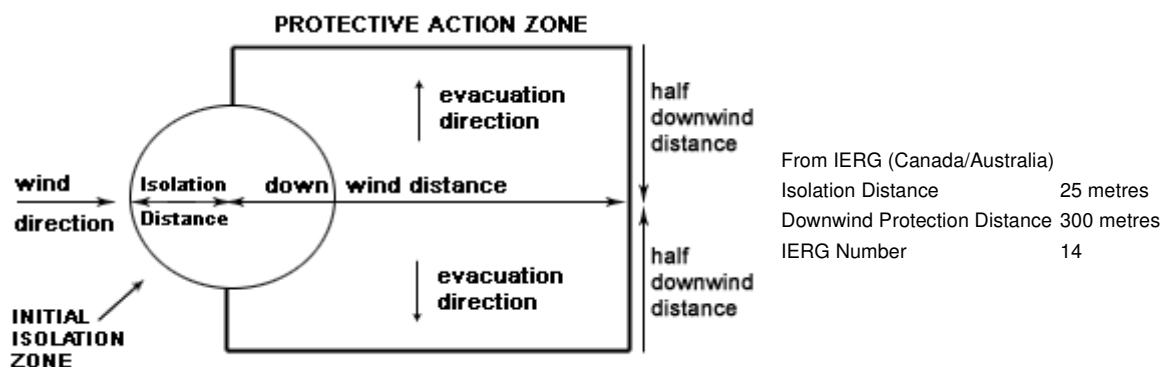 PROTECTIVE ACTION ZONE
evacuation
direction
half
downwind
distance
wind
direction
Isolation
Distance
down wind distance
evacuation
direction
half
downwind
distance
INITIAL
ISOLATION
ZONE
From IERG (Canada/Australia)
Isolation Distance 25 metres
Downwind Protection Distance 300 metres
IERG Number 14